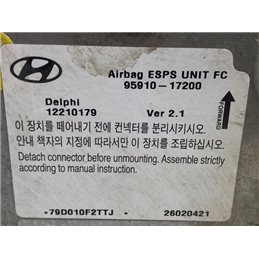 Airbag ESPS UNIT FC
95910-17200
Delphi
12210179 Ver 2.1
FORWARD
이 장치를 떼어내기 전에 컨넥터를 분리시키시오.
안내 책자의 지정에 따라서만 이 장치를 조립하십시오.
Detach connector before unmounting. Assemble strictly
according to manual instruction.
-79D010F2TTJ - 26020421